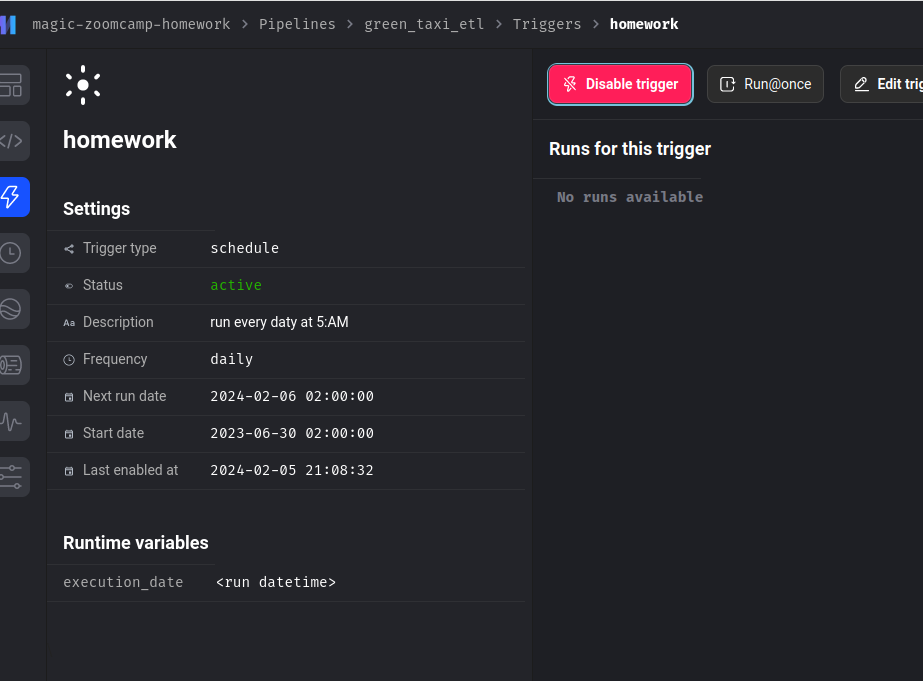 magic-zoomcamp-homework > Pipelines > green_taxi_etl > Triggers > homework
homework
Settings
Trigger type schedule
Status active
Aa Description run every daty at 5:AM
Frequency daily
Next run date 2024-02-06 02:00:00
Start date 2023-06-30 02:00:00
Last enabled at 2024-02-05 21:08:32
Runtime variables
execution_date <run datetime>
Disable trigger Run@once Edit trig
Runs for this trigger
No runs available